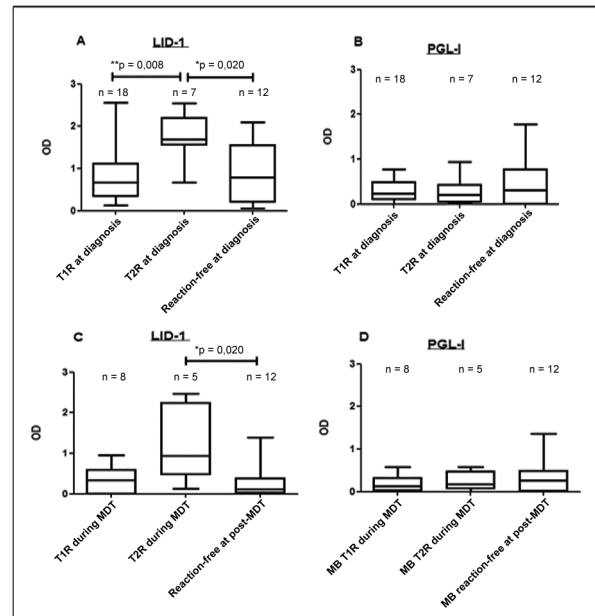 A
LID-1
**p = 0,008
*p = 0,020
n = 18
n = 7
n = 12
OD
3
2
1
0
T1R at diagnosis
T2R at diagnosis
Reaction-free at diagnosis
B
PGL-I
n = 18
n = 7
n = 12
OD
3
2
1
0
T1R at diagnosis
T2R at diagnosis
Reaction-free at diagnosis
C
LID-1
*p = 0,020
n = 8
n = 5
n = 12
OD
3
2
1
0
T1R during MDT
T2R during MDT
Reaction-free at post-MDT
D
PGL-I
n = 8
n = 5
n = 12
OD
3
2
1
0
MB T1R during MDT
MB T2R during MDT
MB reaction-free at post-MDT